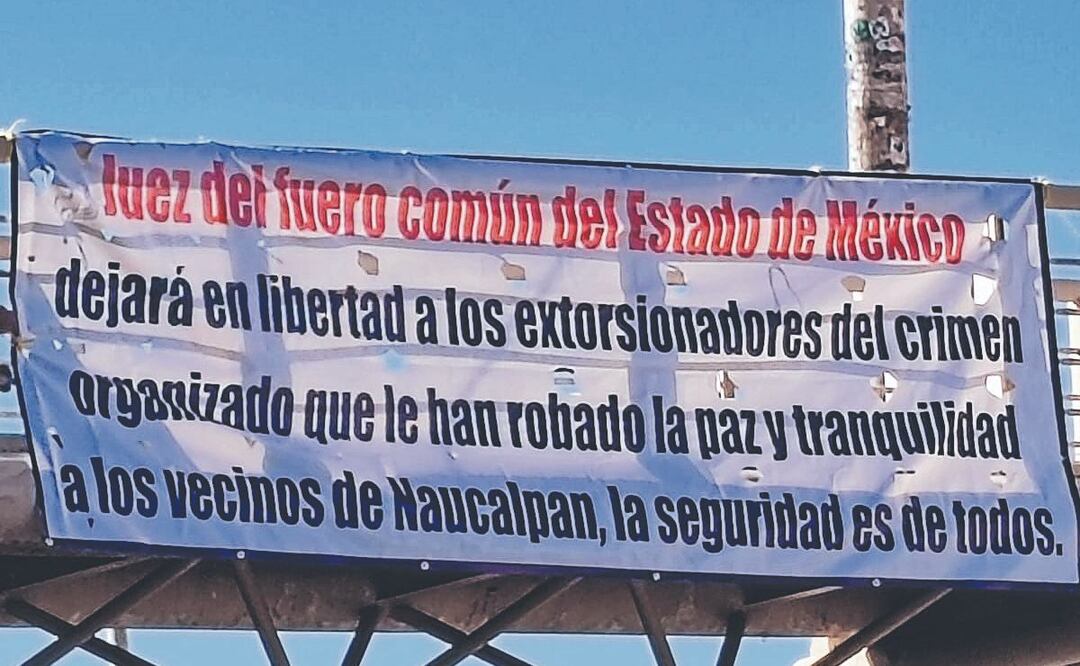 Juez del fuero común del Estado de México
dejará en libertad a los extorsionadores del crimen
organizado que le han robado la paz y tranquilidad
a los vecinos de Naucalpan, la seguridad es de todos.